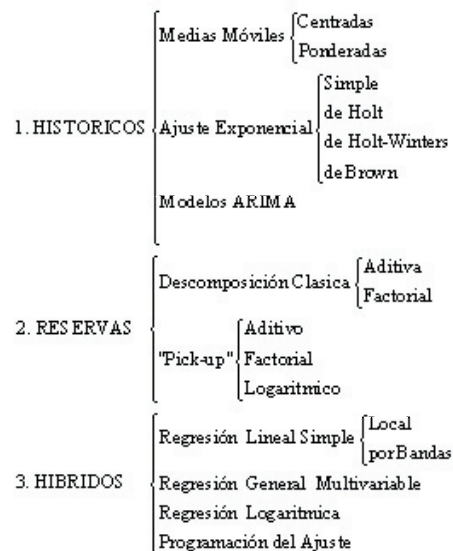 Medias Móviles
Centradas
Ponderadas
1. HISTORICOS
Ajuste Exponencial
Simple
de Holt
de Holt-Winters
de Brown
Modelos ARIMA
2. RESERVAS
Descomposición Clasica
Aditiva
Factorial
"Pick-up"
Aditivo
Factorial
Logaritmico
3. HIBRIDOS
Regresión Lineal Simple
Local
por Bandas
Regresión General Multivariable
Regresión Logaritmica
Programación del Ajuste